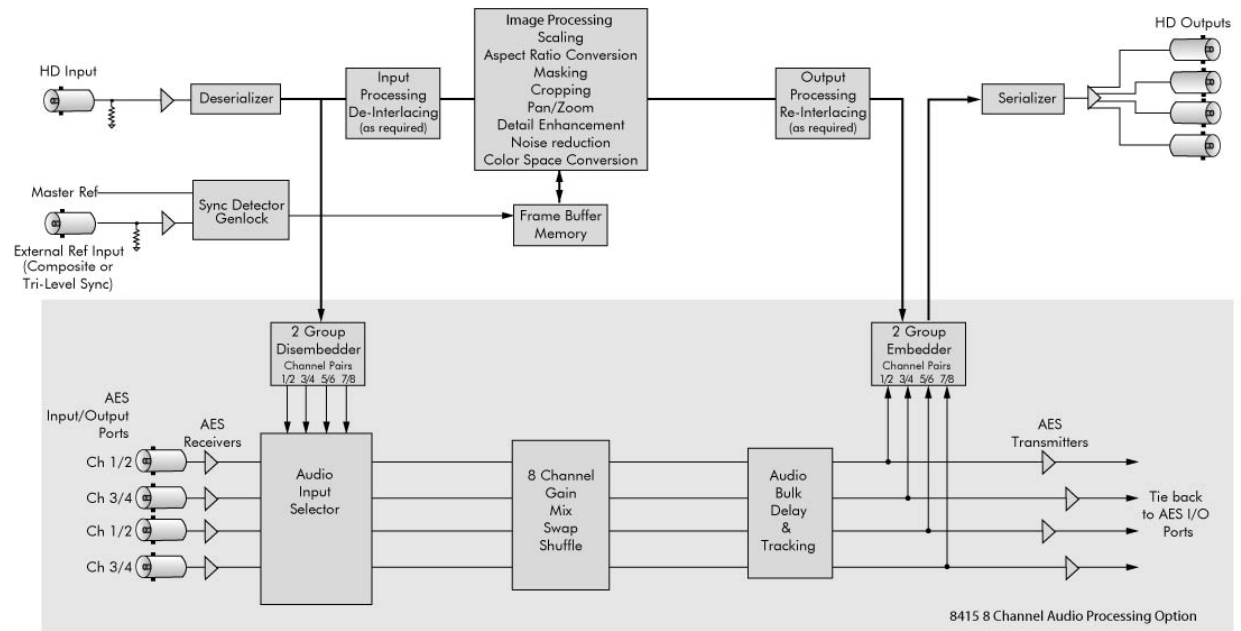 HD Outputs
Image Processing
Scaling
Aspect Ratio Conversion
Masking
Cropping
Pan/Zoom
Detail Enhancement
Noise reduction
Color Space Conversion
HD Input
Deserializer
Input
Processing
De-Interlacing
(as required)
Output
Processing
Re-Interlacing
(as required)
Serializer
Master Ref
Sync Detector
Genlock
Frame Buffer
Memory
External Ref Input
(Composite or
Tri-Level Sync)
2 Group
Disembedder
Channel Pairs
1/2 3/4 5/6 7/8
2 Group
Embedder
Channel Pairs
1/2 3/4 5/6 7/8
AES
Input/Output
Ports
AES
Receivers
AES
Transmitters
Ch 1/2
Ch 3/4
Ch 1/2
Ch 3/4
Audio
Input
Selector
8 Channel
Gain
Mix
Swap
Shuffle
Audio
Bulk
Delay
&
Tracking
Tie back
to AES I/O
Ports
8415 8 Channel Audio Processing Option